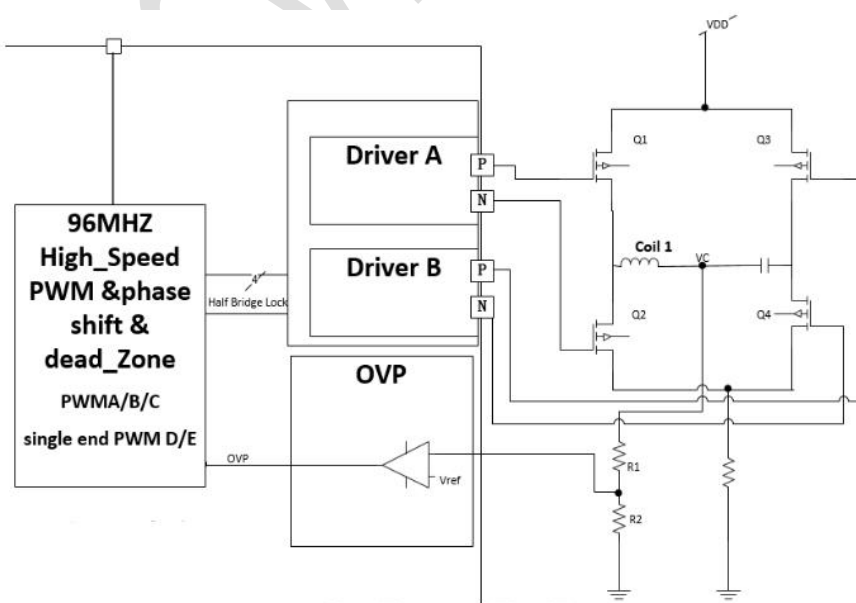 VDD
Q1
Q3
Driver A
P
N
96MHZ
High_Speed
PWM &phase
shift &
dead_Zone
PWMA/B/C
single end PWM D/E
4
Half Bridge Lock
Driver B
P
N
Coil 1
VC
Q2
Q4
OVP
OVP
Vref
R1
R2